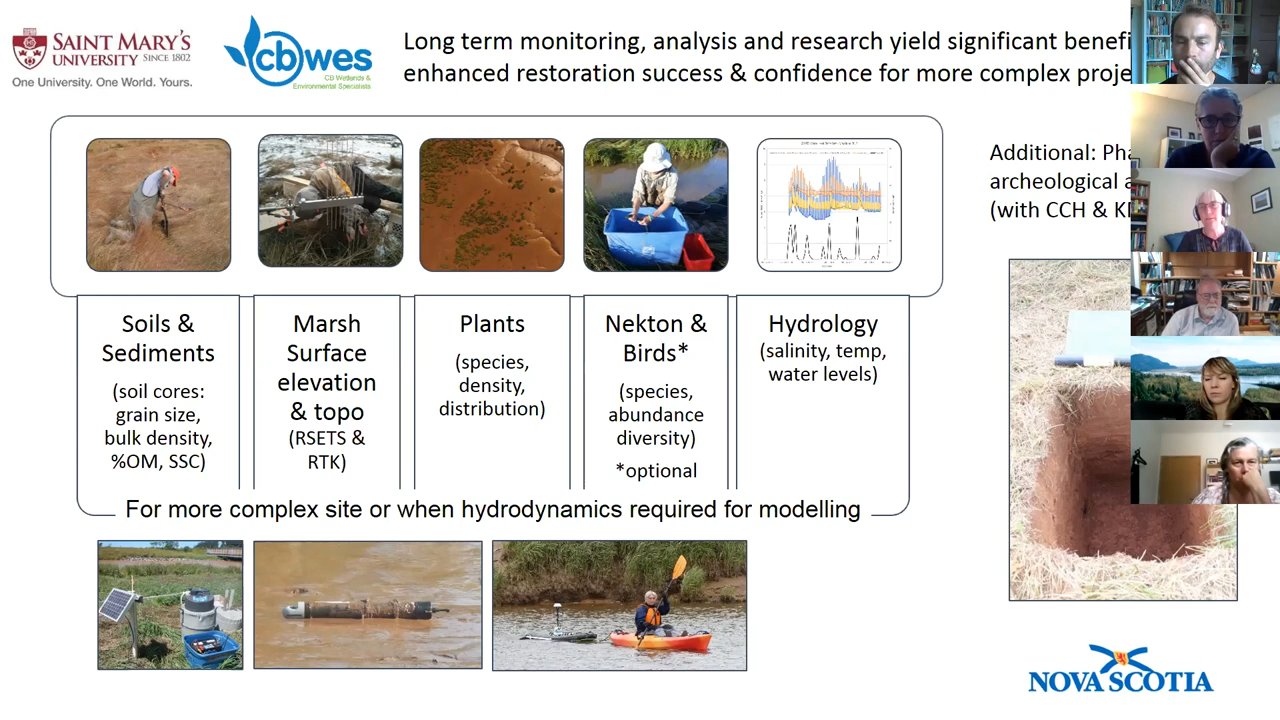 SAINT MARY'S
UNIVERSITY SINCE 1802
One University. One World. Yours.
cbwes
CB Wetlands &
Environmental Specialists
Long term monitoring, analysis and research yield significant
enhanced restoration success & confidence for more complex
Additional:
archeological
(with CCH &
Soils &
Sediments
(soil cores:
grain size,
bulk density,
%OM, SSC)
Marsh
Surface
elevation
& topo
(RSETS &
RTK)
Plants
(species,
density,
distribution)
Nekton &
Birds*
(species,
abundance
diversity)
*optional
Hydrology
(salinity, temp,
water levels)
For more complex site or when hydrodynamics required for modelling
NOVA SCOTIA